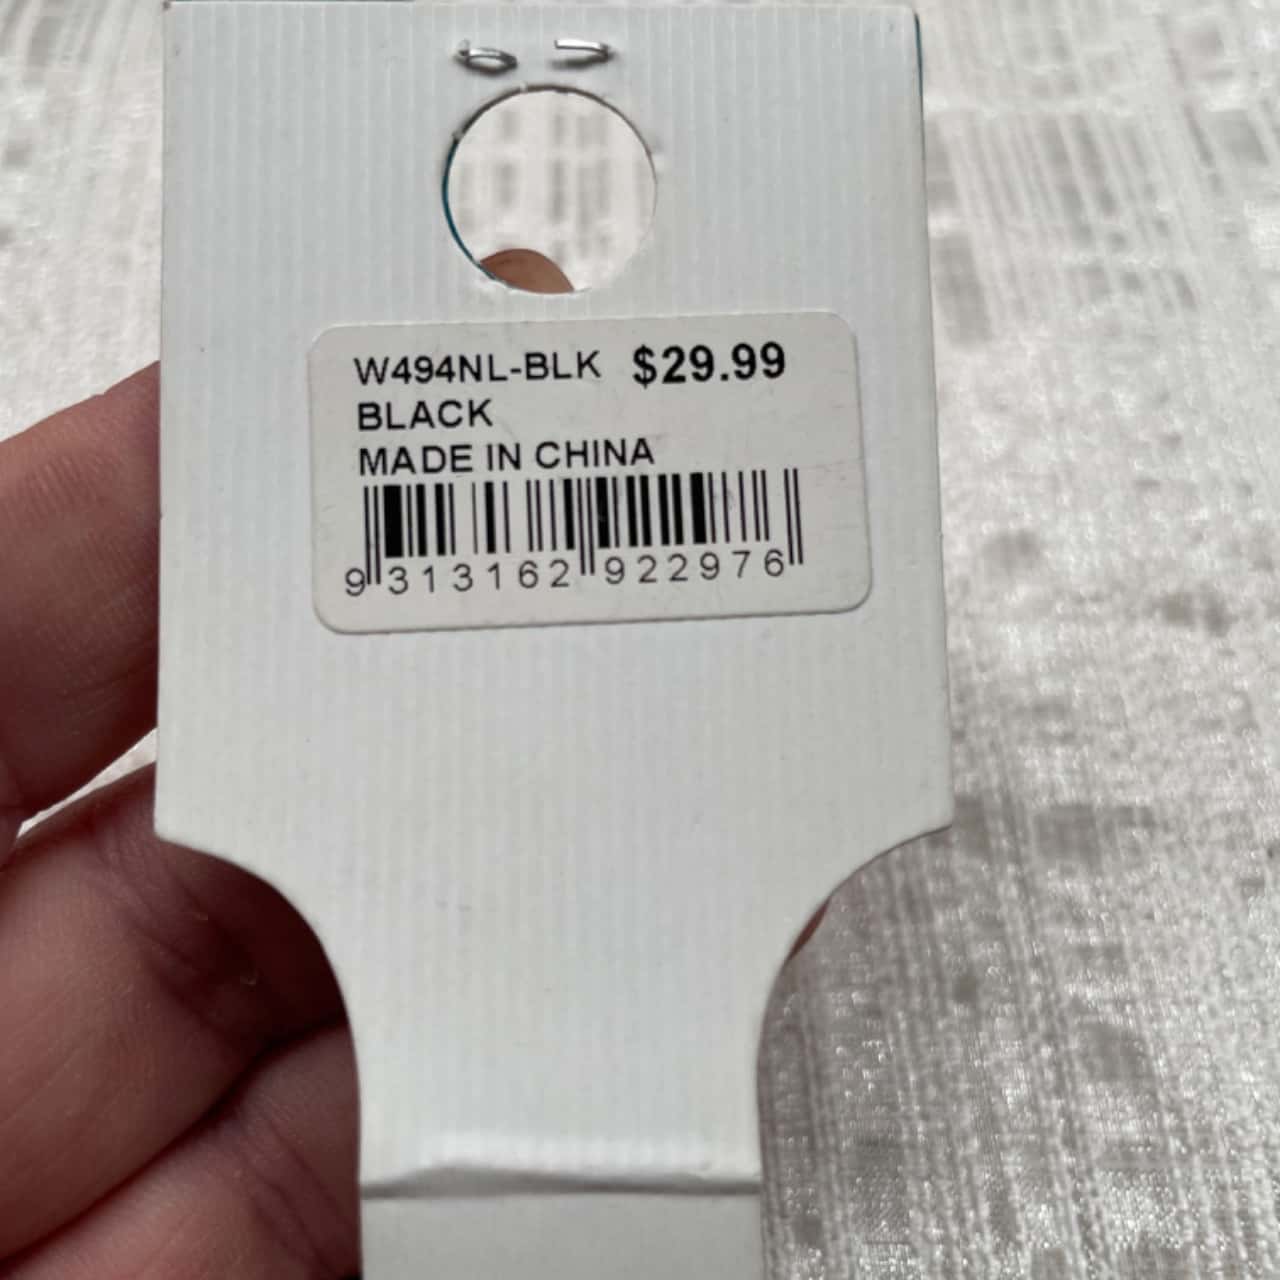 W494NL-BLK $29.99
BLACK
MADE IN CHINA
9 313162 922976